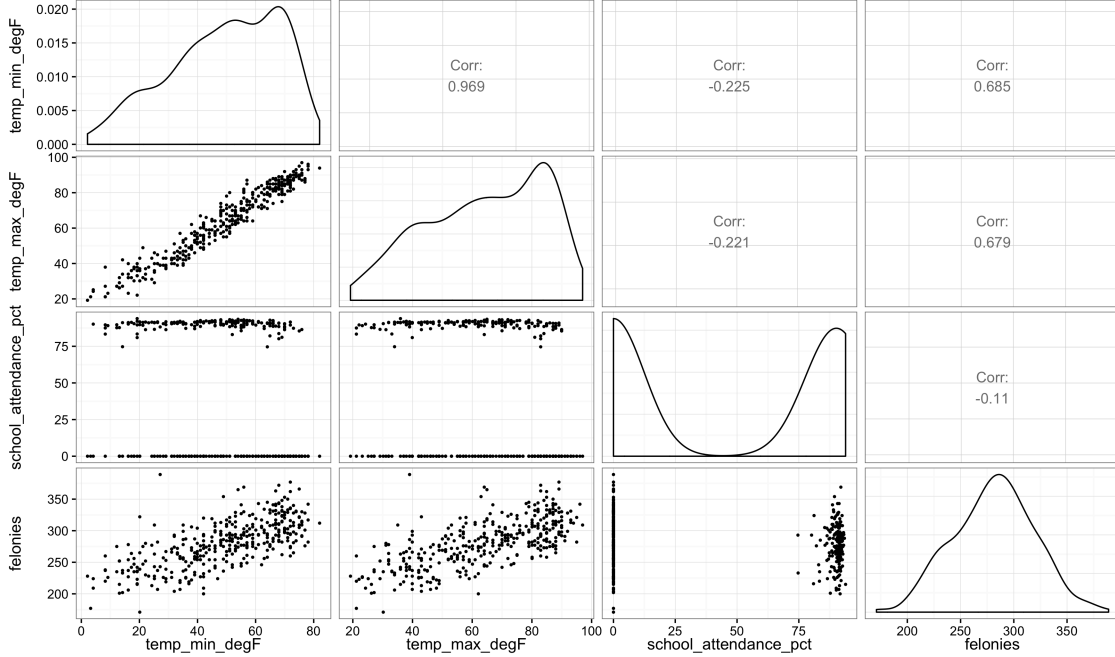 temp_min_degF
0.020
0.015
0.010
0.005
0.000
Corr:
0.969
Corr:
-0.225
Corr:
0.685
temp_max_degF
100
80
60
40
20
Corr:
-0.221
Corr:
0.679
school_attendance_pct
75
50
25
0
Corr:
-0.11
felonies
350
300
250
200
0 20 40 60 80
20 40 60 80 100
0 25 50 75
200 250 300 350
temp_min_degF
temp_max_degF
school_attendance_pct
felonies